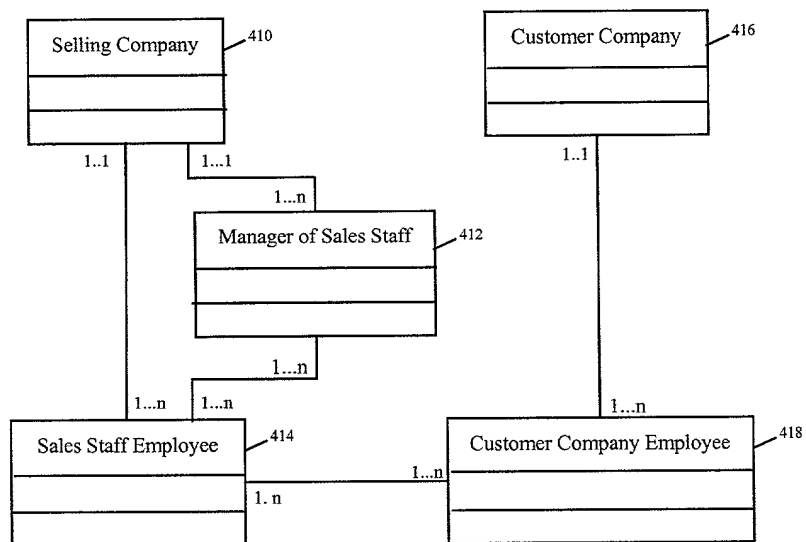 Selling Company
410
Customer Company
416
1..1
1...1
1..1
1...n
Manager of Sales Staff
412
1...n
1...n
1...n
1...n
Sales Staff Employee
414
Customer Company Employee
418
1...n
1. n